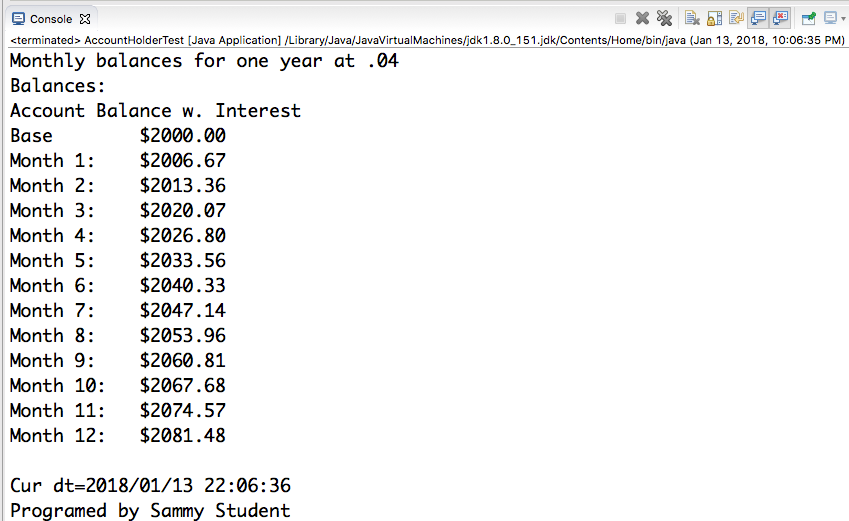 Console
<terminated> AccountHolderTest [Java Application] /Library/Java/JavaVirtualMachines/jdk1.8.0_151.jdk/Contents/Home/bin/java (Jan 13, 2018, 10:06:35 PM)
Monthly balances for one year at .04
Balances:
Account Balance w. Interest
Base $2000.00
Month 1: $2006.67
Month 2: $2013.36
Month 3: $2020.07
Month 4: $2026.80
Month 5: $2033.56
Month 6: $2040.33
Month 7: $2047.14
Month 8: $2053.96
Month 9: $2060.81
Month 10: $2067.68
Month 11: $2074.57
Month 12: $2081.48
Cur dt=2018/01/13 22:06:36
Programed by Sammy Student